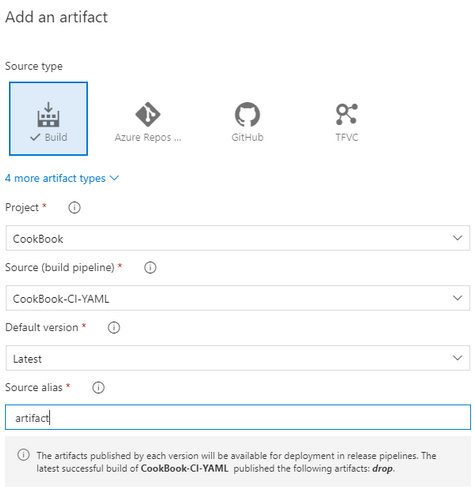 Add an artifact
Source type
Build
Azure Repos ...
GitHub
TFVC
4 more artifact types
Project *
CookBook
Source (build pipeline) *
CookBook-CI-YAML
Default version *
Latest
Source alias *
artifact
The artifacts published by each version will be available for deployment in release pipelines. The
latest successful build of CookBook-CI-YAML published the following artifacts: drop.